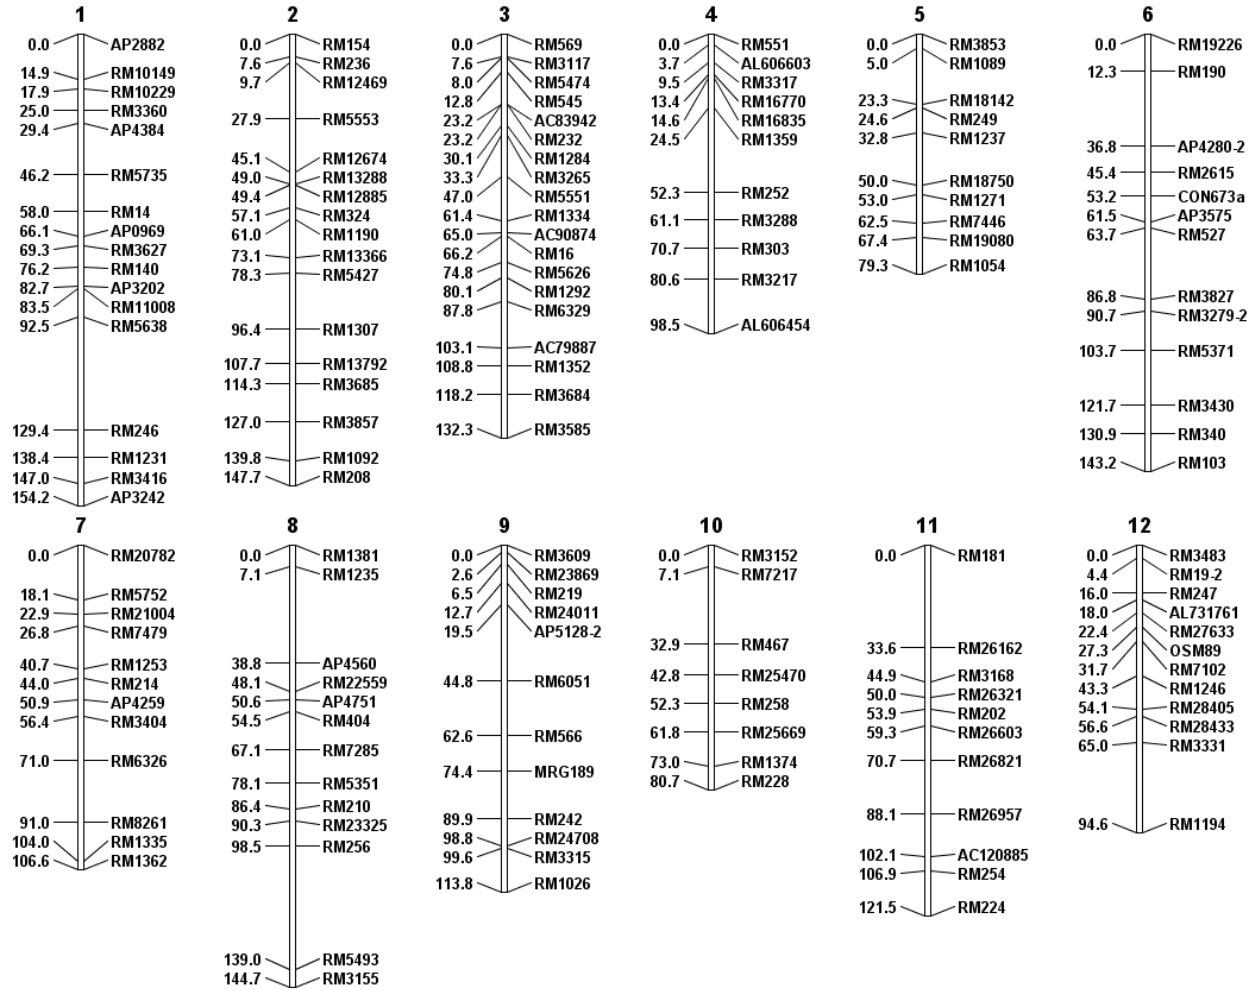 1
0.0 AP2882
14.9 RM10149
17.9 RM10229
25.0 RM3360
29.4 AP4384
46.2 RM5735
58.0 RM14
66.1 AP0969
69.3 RM3627
76.2 RM140
82.7 AP3202
83.5 RM11008
92.5 RM5638
129.4 RM246
138.4 RM1231
147.0 RM3416
154.2 AP3242
2
0.0 RM154
7.6 RM236
9.7 RM12469
27.9 RM5553
45.1 RM12674
49.0 RM13288
49.4 RM12885
57.1 RM324
61.0 RM1190
73.1 RM13366
78.3 RM5427
96.4 RM1307
107.7 RM13792
114.3 RM3685
127.0 RM3857
139.8 RM1092
147.7 RM208
3
0.0 RM569
7.6 RM3117
8.0 RM5474
12.8 RM545
23.2 AC83942
23.2 RM232
30.1 RM1284
33.3 RM3265
47.0 RM5551
61.4 RM1334
65.0 AC90874
66.2 RM16
74.8 RM5626
80.1 RM1292
87.8 RM6329
103.1 AC79887
108.8 RM1352
118.2 RM3684
132.3 RM3585
4
0.0 RM551
3.7 AL606603
9.5 RM3317
13.4 RM16770
14.6 RM16835
24.5 RM1359
52.3 RM252
61.1 RM3288
70.7 RM303
80.6 RM3217
98.5 AL606454
5
0.0 RM3853
5.0 RM1089
23.3 RM18142
24.6 RM249
32.8 RM1237
50.0 RM18750
53.0 RM1271
62.5 RM7446
67.4 RM19080
79.3 RM1054
6
0.0 RM19226
12.3 RM190
36.8 AP4280-2
45.4 RM2615
53.2 CON673a
61.5 AP3575
63.7 RM527
86.8 RM3827
90.7 RM3279-2
103.7 RM5371
121.7 RM3430
130.9 RM340
143.2 RM103
7
0.0 RM20782
18.1 RM5752
22.9 RM21004
26.8 RM7479
40.7 RM1253
44.0 RM214
50.9 AP4259
56.4 RM3404
71.0 RM6326
91.0 RM8261
104.0 RM1335
106.6 RM1362
8
0.0 RM1381
7.1 RM1235
38.8 AP4560
48.1 RM22559
50.6 AP4751
54.5 RM404
67.1 RM7285
78.1 RM5351
86.4 RM210
90.3 RM23325
98.5 RM256
139.0 RM5493
144.7 RM3155
9
0.0 RM3609
2.6 RM23869
6.5 RM219
12.7 RM24011
19.5 AP5128-2
44.8 RM6051
62.6 RM566
74.4 MRG189
89.9 RM242
98.8 RM24708
99.6 RM3315
113.8 RM1026
10
0.0 RM3152
7.1 RM7217
32.9 RM467
42.8 RM25470
52.3 RM258
61.8 RM25669
73.0 RM1374
80.7 RM228
11
0.0 RM181
33.6 RM26162
44.9 RM3168
50.0 RM26321
53.9 RM202
59.3 RM26603
70.7 RM26821
88.1 RM26957
102.1 AC120885
106.9 RM254
121.5 RM224
12
0.0 RM3483
4.4 RM19-2
16.0 RM247
18.0 AL731761
22.4 RM27633
27.3 OSM89
31.7 RM7102
43.3 RM1246
54.1 RM28405
56.6 RM28433
65.0 RM3331
94.6 RM1194